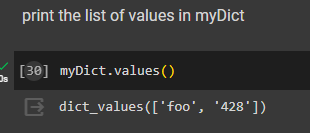 print the list of values in myDict
[30] myDict.values()
dict_values(['foo', '428'])